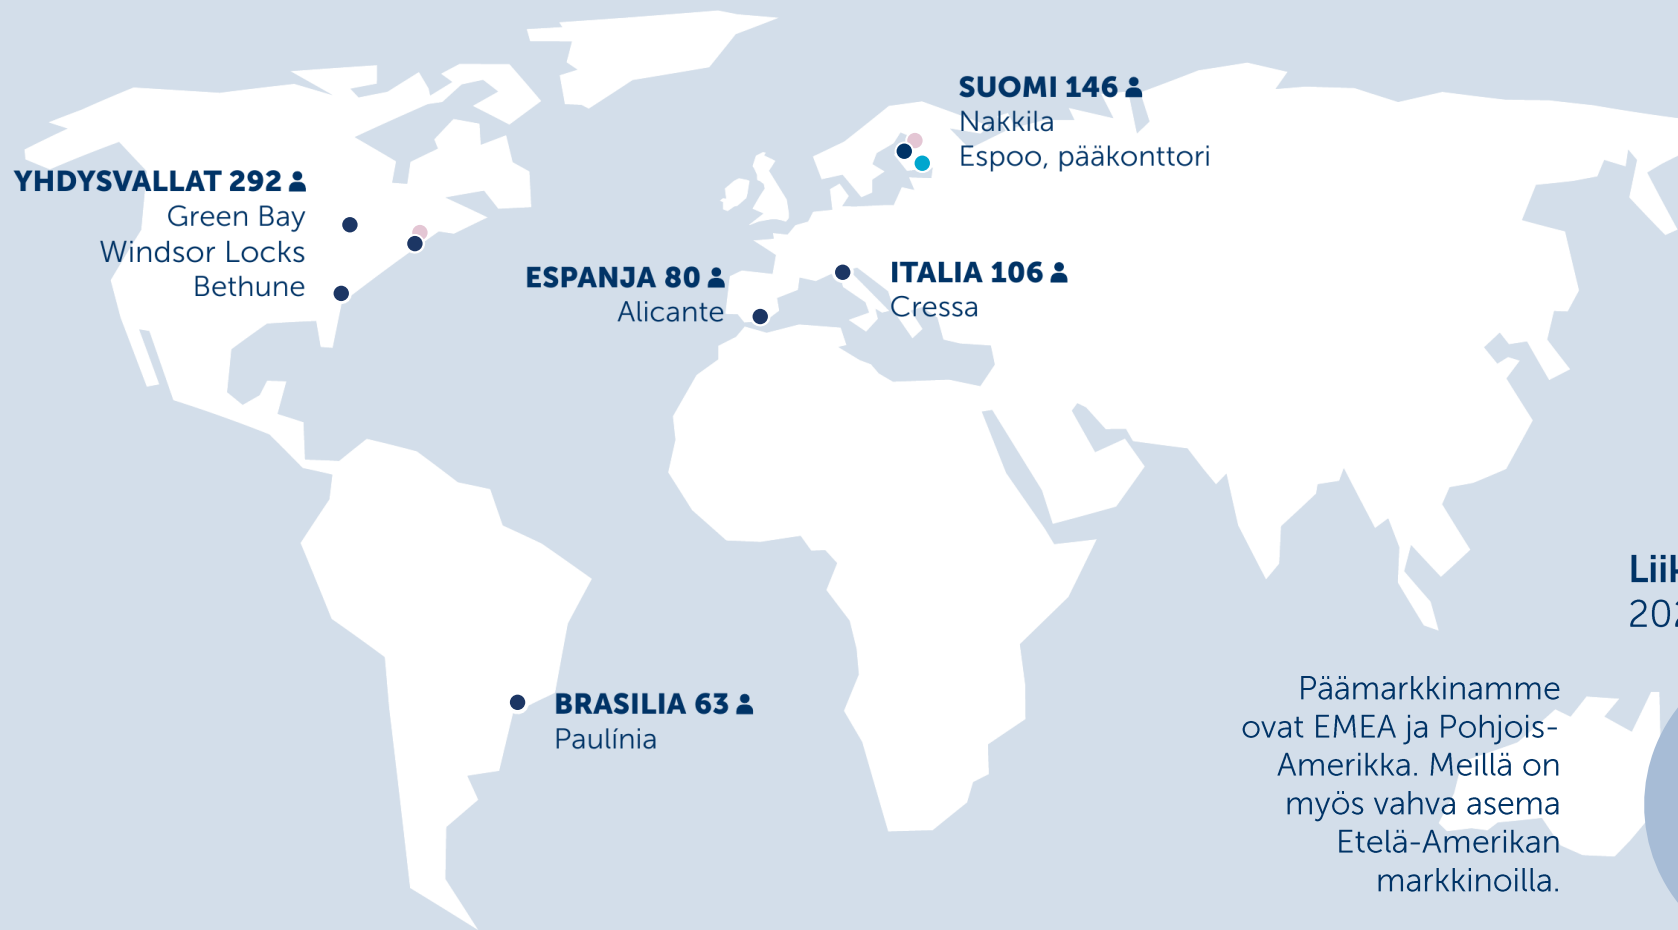 SUOMI 146
Nakkila
Espoo, pääkonttori
YHDYSVALLAT 292
Green Bay
Windsor Locks
Bethune
ESPANJA 80
Alicante
ITALIA 106
Cressa
BRASILIA 63
Paulínia
Päämarkkinamme
ovat EMEA ja Pohjois-
Amerikka. Meillä on
myös vahva asema
Etelä-Amerikan
markkinoilla.